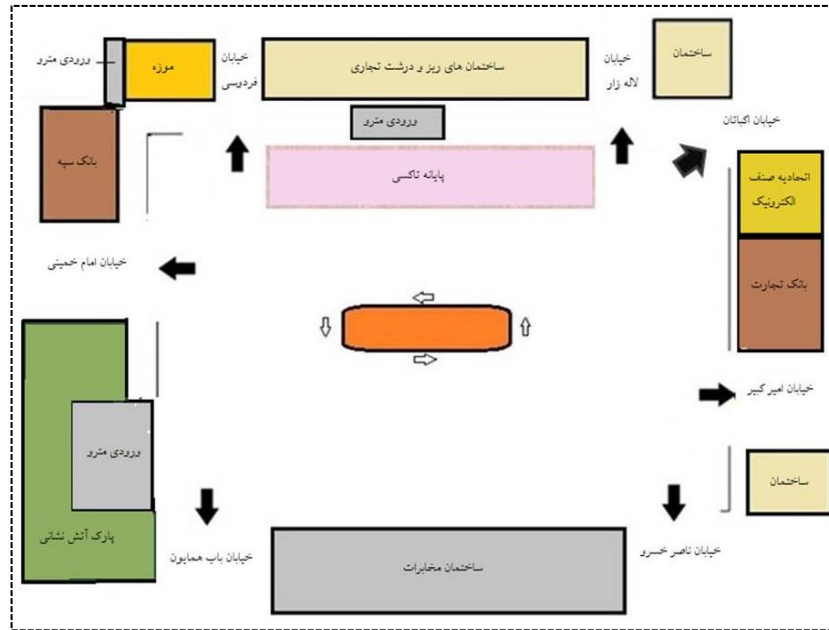 ورودی مترو
موزه
خیابان
فردوسی
ساختمان های ریز و درشت تجاری
خیابان
لاله زار
ساختمان
خیابان اکباتان
ورودی مترو
بانک سپه
پایانه تاکسی
اتحادیه صنف
الکترونیک
خیابان امام خمینی
بانک تجارت
خیابان امیر کبیر
ورودی مترو
ساختمان
پارک آتش نشانی
خیابان باب همایون
ساختمان مخابرات
خیابان ناصر خسرو